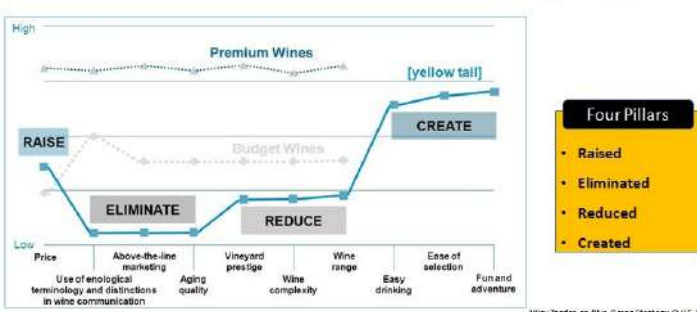 High
Premium Wines
[yellow tail]
CREATE
RAISE
Budget Wines
ELIMINATE
REDUCE
Low
Price
Use of enological
terminology and distinctions
in wine communication
Above-the-line
marketing
Aging
quality
Vineyard
prestige
Wine
complexity
Wine
range
Easy
drinking
Ease of
selection
Fun and
adventure
Four Pillars
• Raised
• Eliminated
• Reduced
• Created